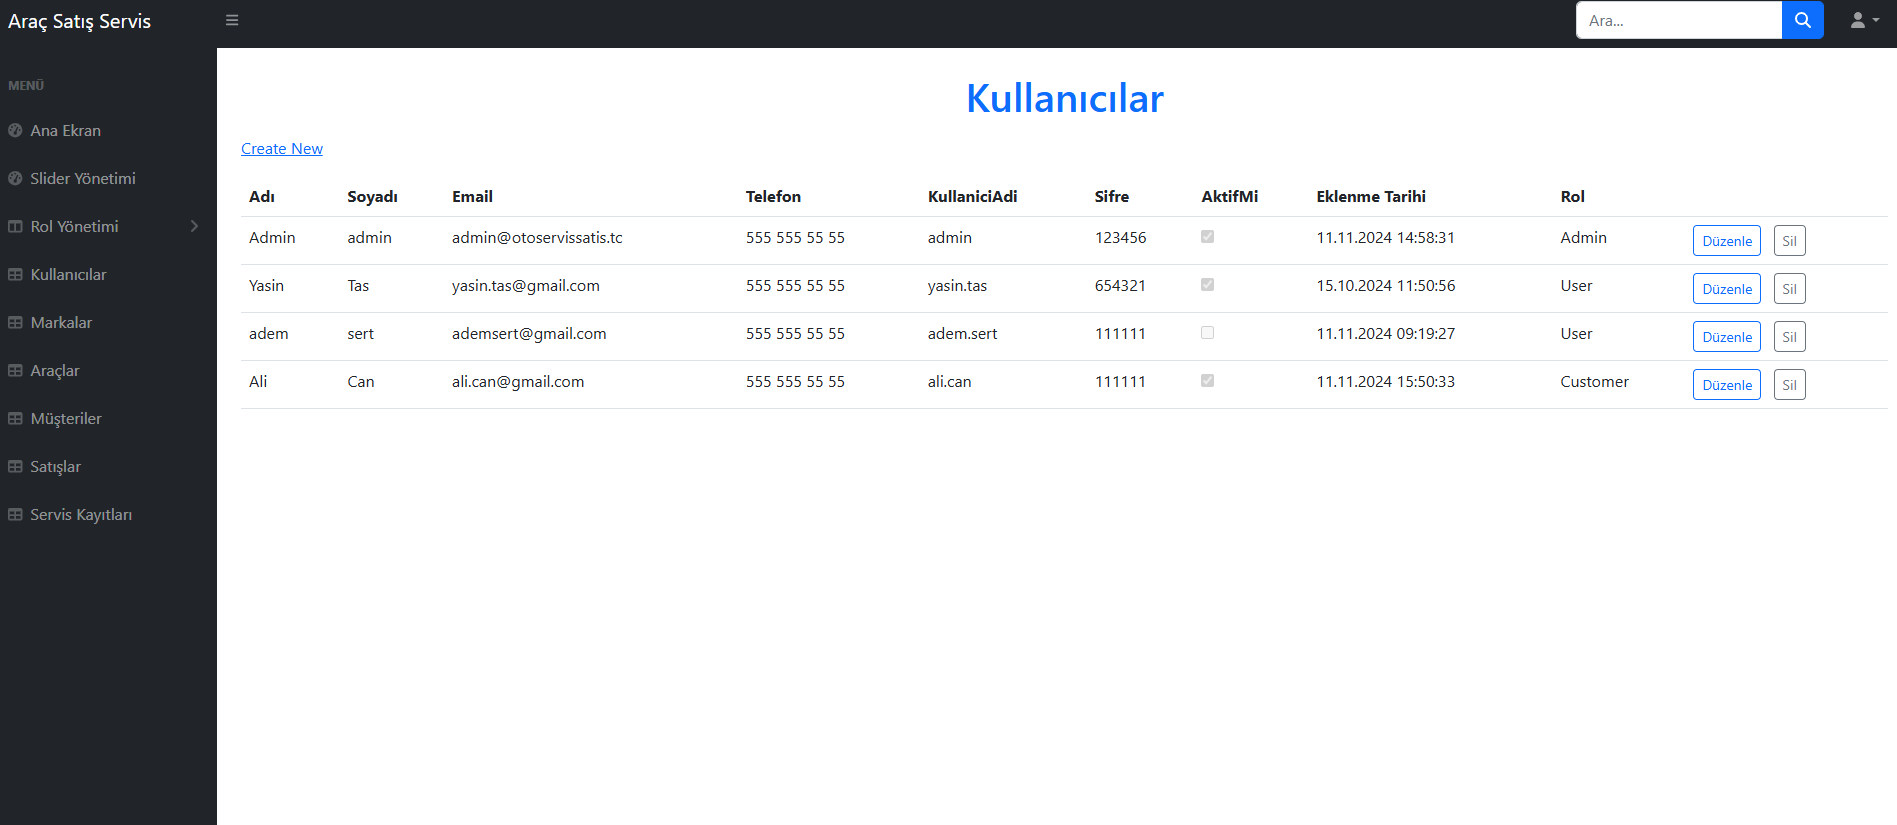 Araç Satış Servis
Ara...
MENÜ
Ana Ekran
Slider Yönetimi
Rol Yönetimi
Kullanıcılar
Markalar
Araçlar
Müşteriler
Satışlar
Servis Kayıtları
Kullanıcılar
Create New
Adı Soyadı Email Telefon KullaniciAdi Sifre AktifMi Eklenme Tarihi Rol
Admin admin admin@otoservissatis.tc 555 555 55 55 admin 123456 11.11.2024 14:58:31 Admin Düzenle Sil
Yasin Tas yasin.tas@gmail.com 555 555 55 55 yasin.tas 654321 15.10.2024 11:50:56 User Düzenle Sil
adem sert ademsert@gmail.com 555 555 55 55 adem.sert 111111 11.11.2024 09:19:27 User Düzenle Sil
Ali Can ali.can@gmail.com 555 555 55 55 ali.can 111111 11.11.2024 15:50:33 Customer Düzenle Sil